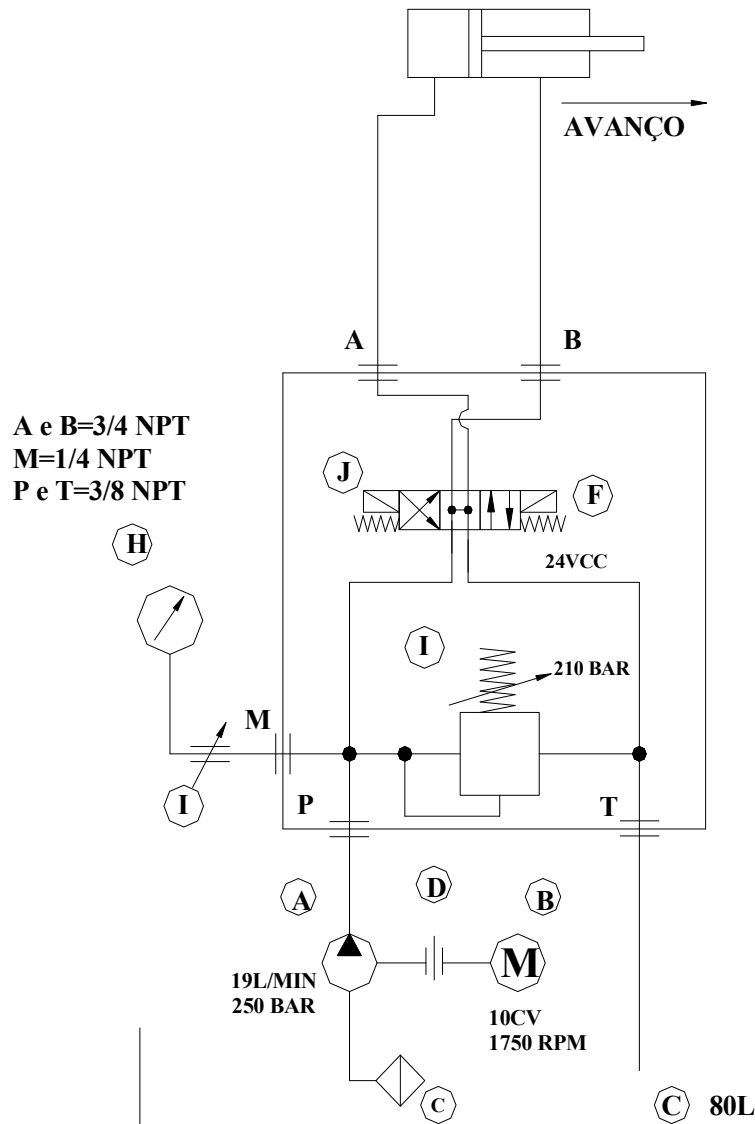 AVANÇO
A
B
A e B=3/4 NPT
M=1/4 NPT
P e T=3/8 NPT
J
F
H
24VCC
I
210 BAR
M
I
P
T
A
D
B
M
19L/MIN
250 BAR
10CV
1750 RPM
C
C
80L